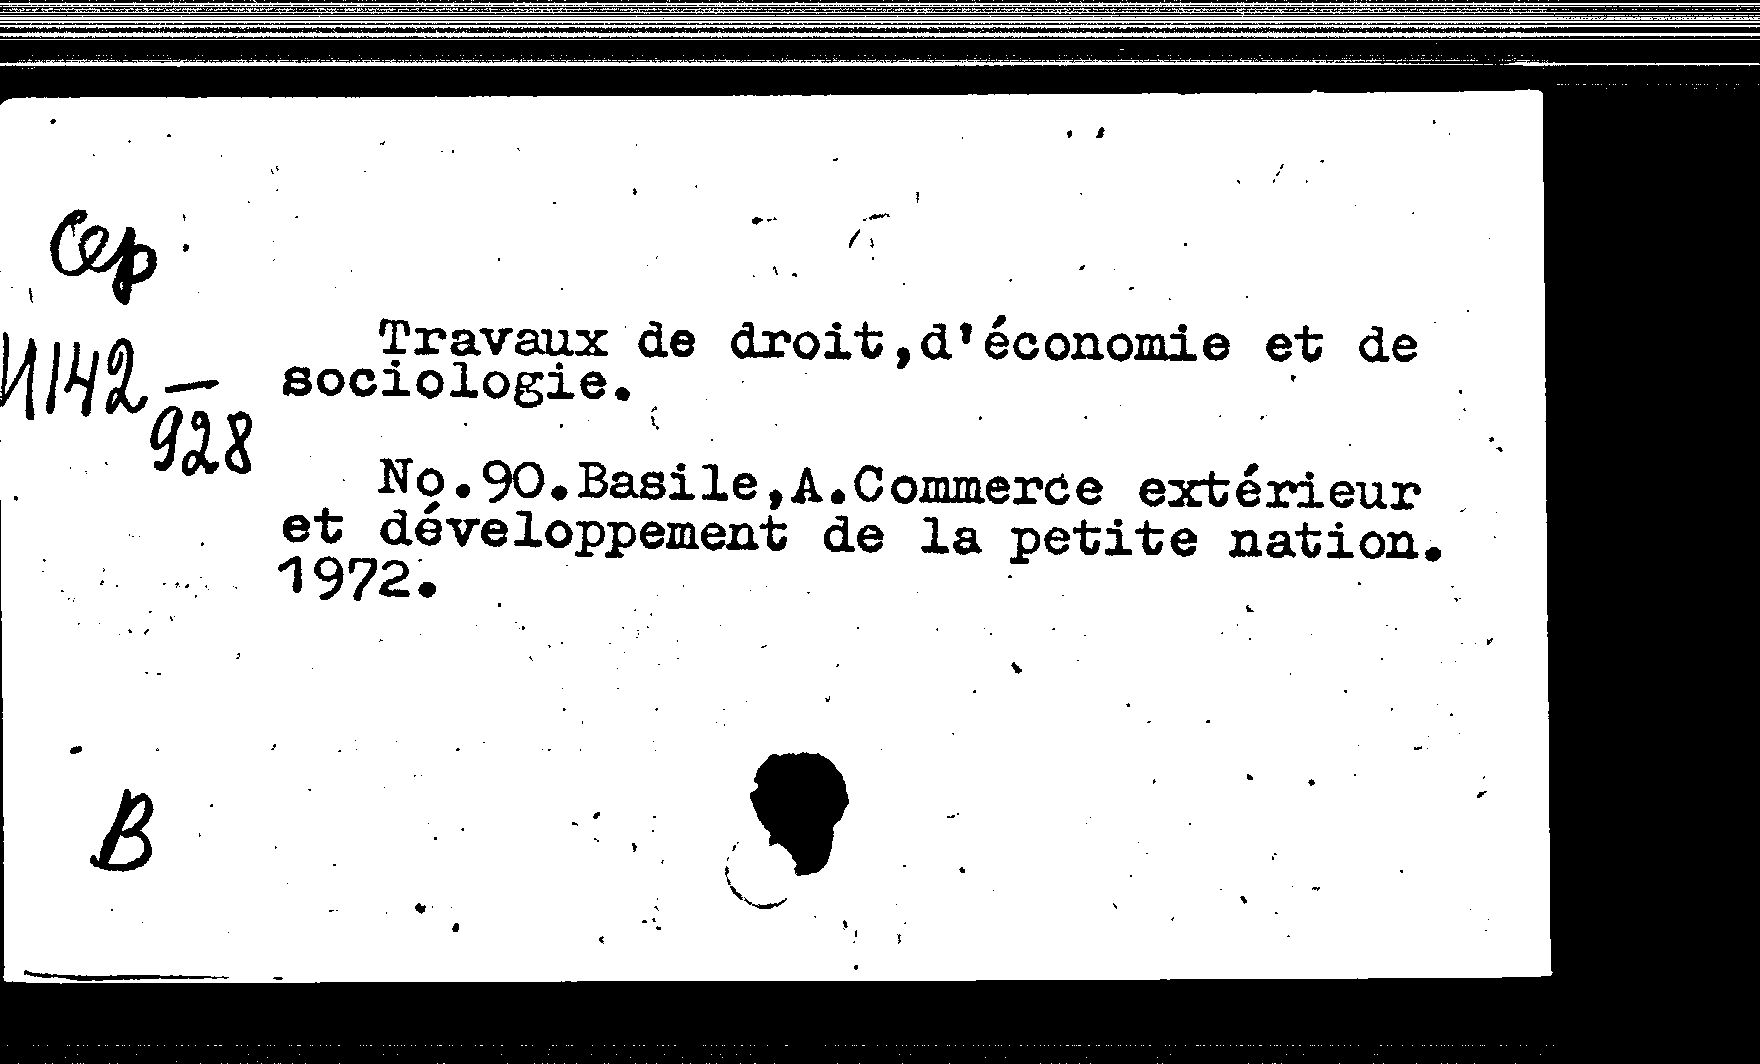 Сер
И142—
928
Travaux de droit,d'économie et de
sociologie.
No.90.Basile,A.Commerce extérieur
et développement de la petite nation.
1972.
В